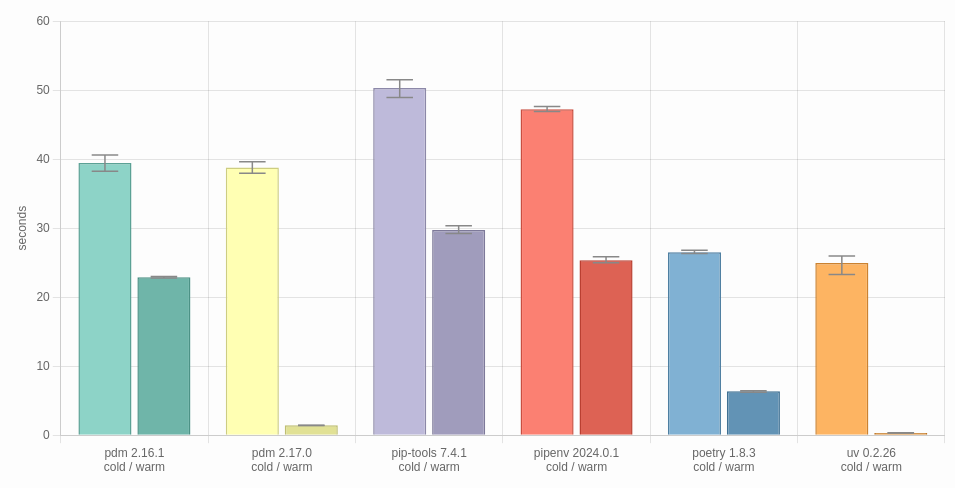 60
50
40
30
20
10
0
seconds
pdm 2.16.1
cold / warm
pdm 2.17.0
cold / warm
pip-tools 7.4.1
cold / warm
pipenv 2024.0.1
cold / warm
poetry 1.8.3
cold / warm
uv 0.2.26
cold / warm